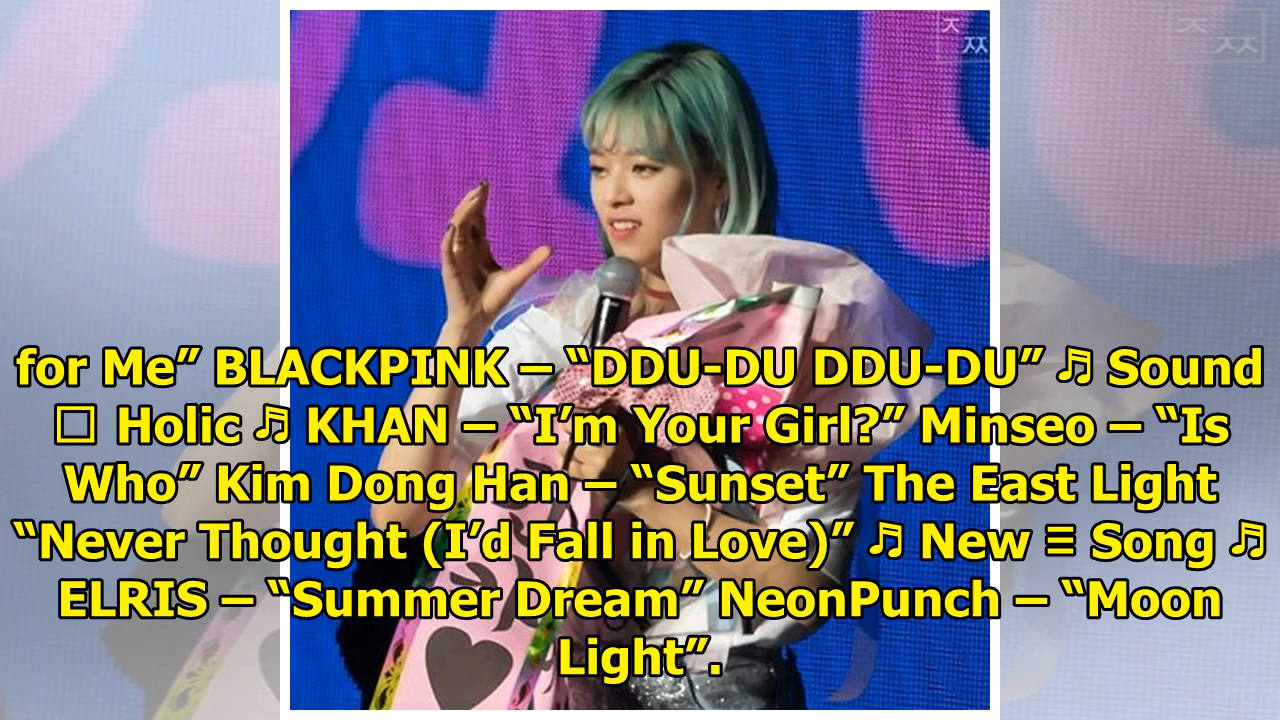 ㅈ
ㅉ
ㅈ
ㅉ
for Me” BLACKPINK – “DDU-DU DDU-DU” ♬ Sound
□ Holic ♬ KHAN – “I’m Your Girl?” Minseo – “Is
Who” Kim Dong Han – “Sunset” The East Light
“Never Thought (I’d Fall in Love)” ♬ New ≡ Song ♬
ELRIS – “Summer Dream” NeonPunch – “Moon
Light”.